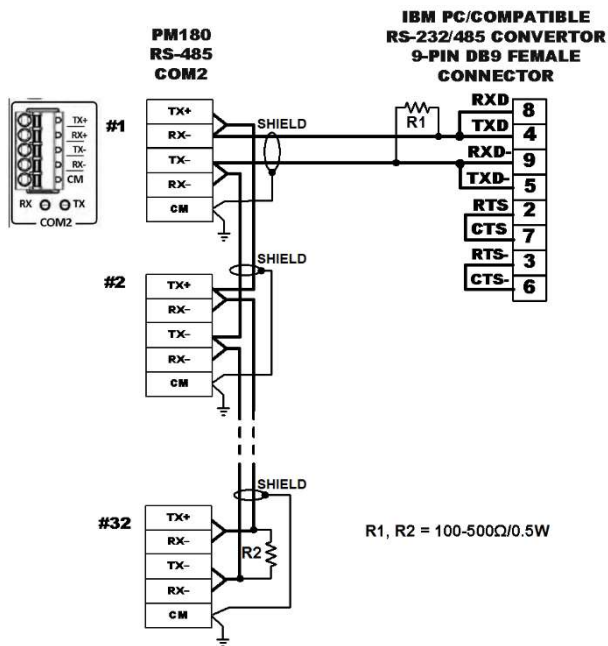 PM180
RS-485
COM2
IBM PC/COMPATIBLE
RS-232/485 CONVERTOR
9-PIN DB9 FEMALE
CONNECTOR
#1
TX+
RX+
TX-
RX-
CM
RX
TX
COM2
TX+
RX–
TX–
RX–
CM
SHIELD
R1
RXD
8
TXD
4
RXD-
9
TXD-
5
RTS
2
CTS
7
RTS-
3
CTS-
6
#2
TX+
RX–
TX–
RX–
CM
SHIELD
#32
TX+
RX–
TX–
RX–
CM
SHIELD
R2
R1, R2 = 100-500Ω/0.5W